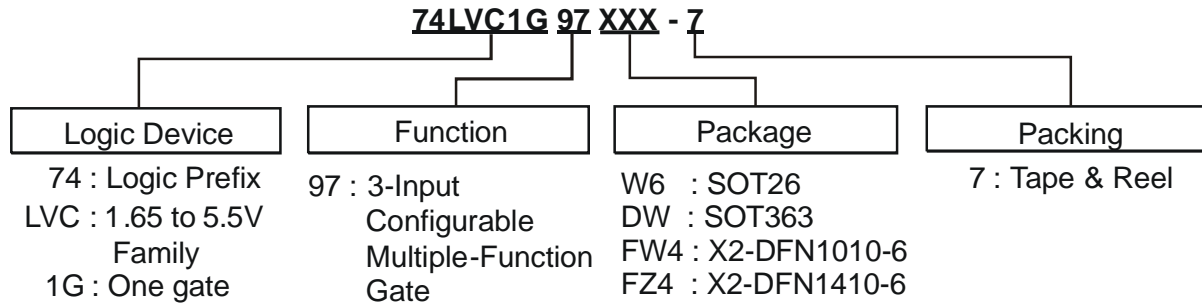 74LVC1G 97 XXX - 7
Logic Device
Function
Package
Packing
74 : Logic Prefix
LVC : 1.65 to 5.5V
Family
1G : One gate
97 : 3-Input
Configurable
Multiple-Function
Gate
W6 : SOT26
DW : SOT363
FW4 : X2-DFN1010-6
FZ4 : X2-DFN1410-6
7 : Tape & Reel